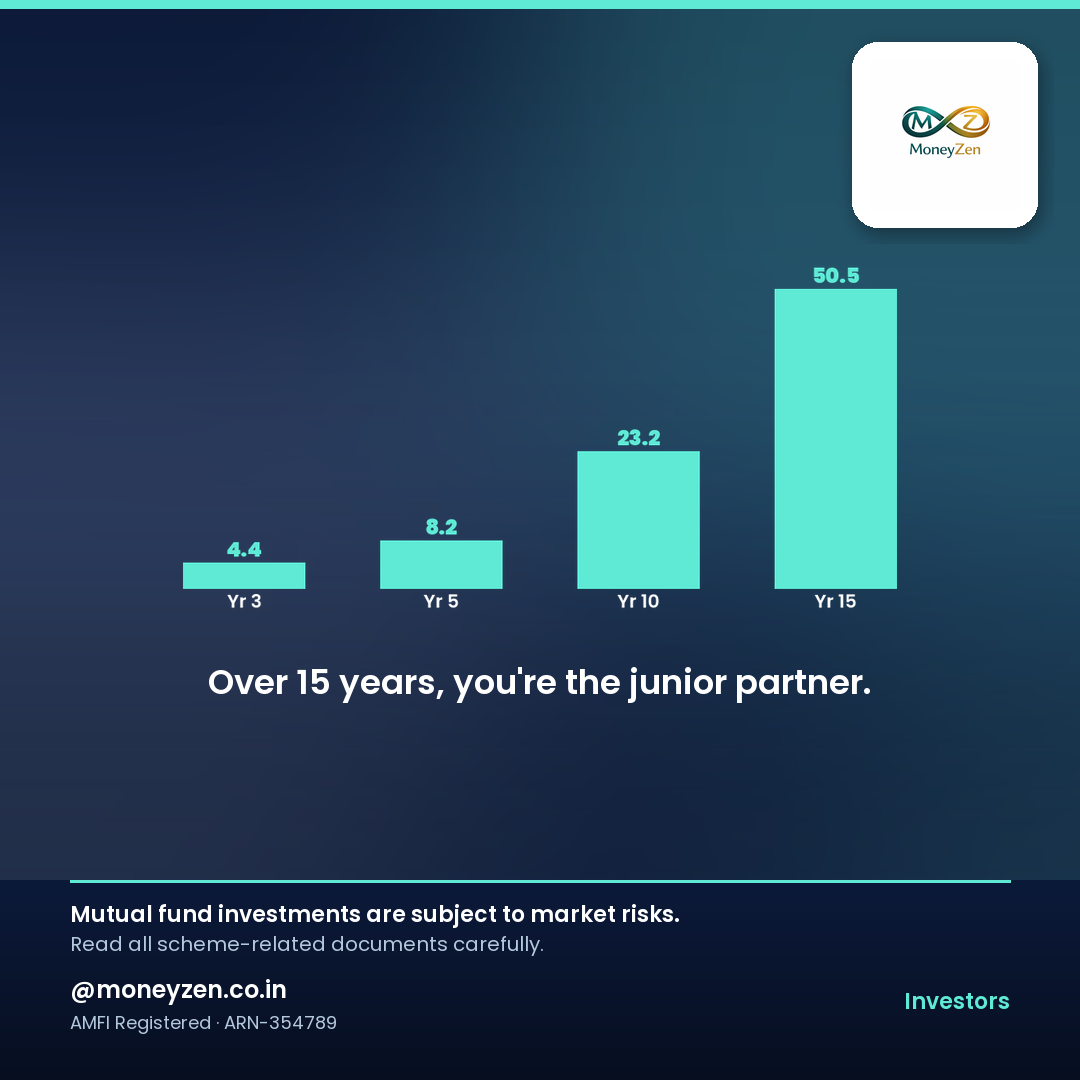 MZ
MoneyZen
50.5
23.2
8.2
4.4
Yr 3
Yr 5
Yr 10
Yr 15
Over 15 years, you're the junior partner.
Mutual fund investments are subject to market risks.
Read all scheme-related documents carefully.
@moneyzen.co.in
AMFI Registered · ARN-354789
Investors